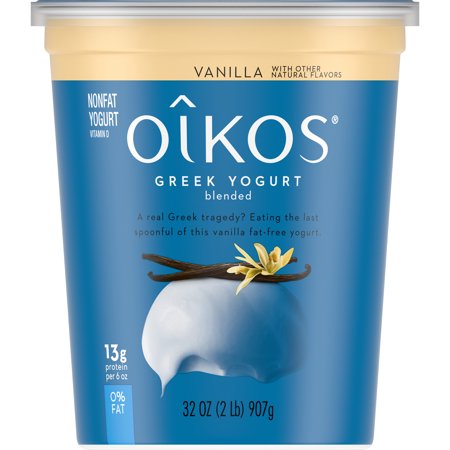 VANILLA WITH OTHER
NATURAL FLAVORS
NONFAT
YOGURT
VITAMIN D
OÎKOS®
GREEK YOGURT
blended
A real Greek tragedy? Eating the last
spoonful of this vanilla fat-free yogurt.
13g
protein
per 6 oz
0%
FAT
32 OZ (2 Lb) 907g